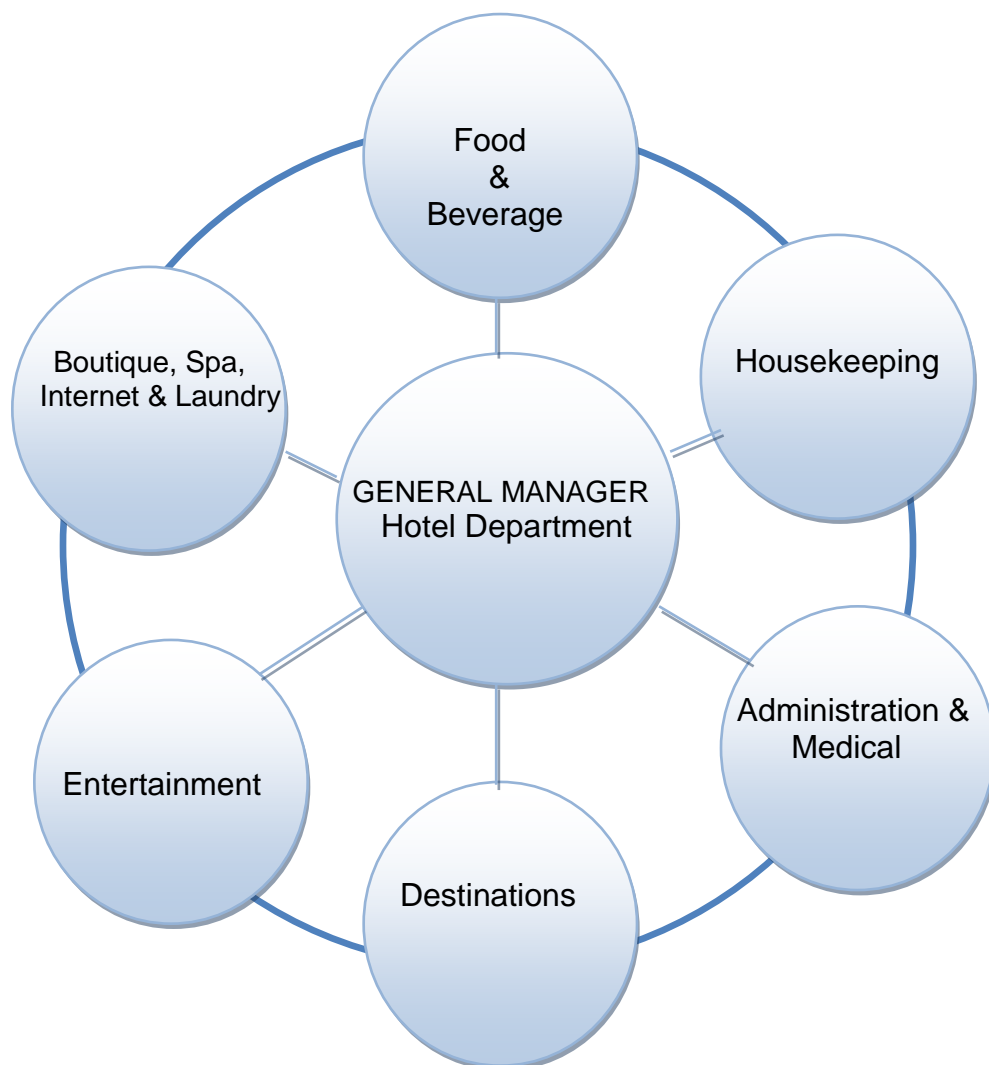 Food
&
Beverage
Housekeeping
Boutique, Spa,
Internet & Laundry
GENERAL MANAGER
Hotel Department
Administration &
Medical
Entertainment
Destinations